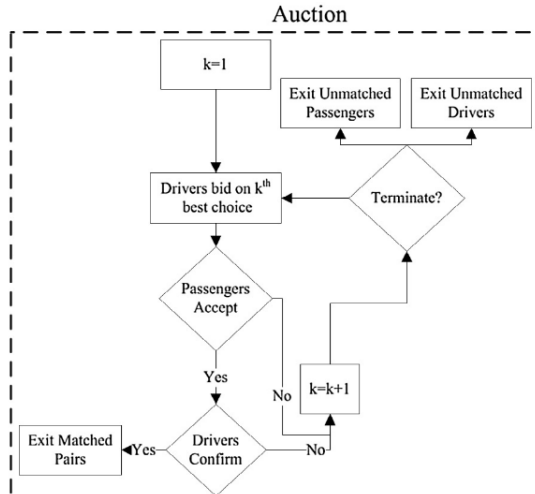 Auction
k=1
Exit Unmatched
Passengers
Exit Unmatched
Drivers
Drivers bid on kth
best choice
Terminate?
Passengers
Accept
Yes
No
k=k+1
Exit Matched
Pairs
Yes
Drivers
Confirm
No